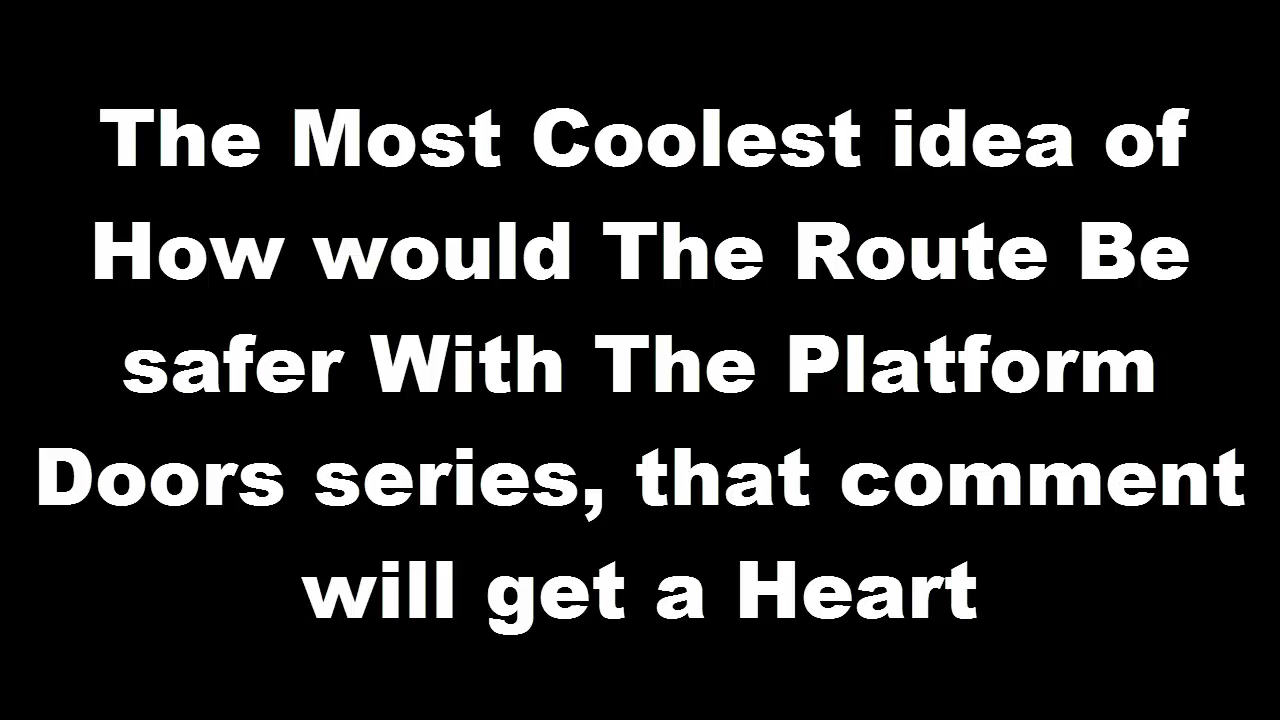 The Most Coolest idea of
How would The Route Be
safer With The Platform
Doors series, that comment
will get a Heart